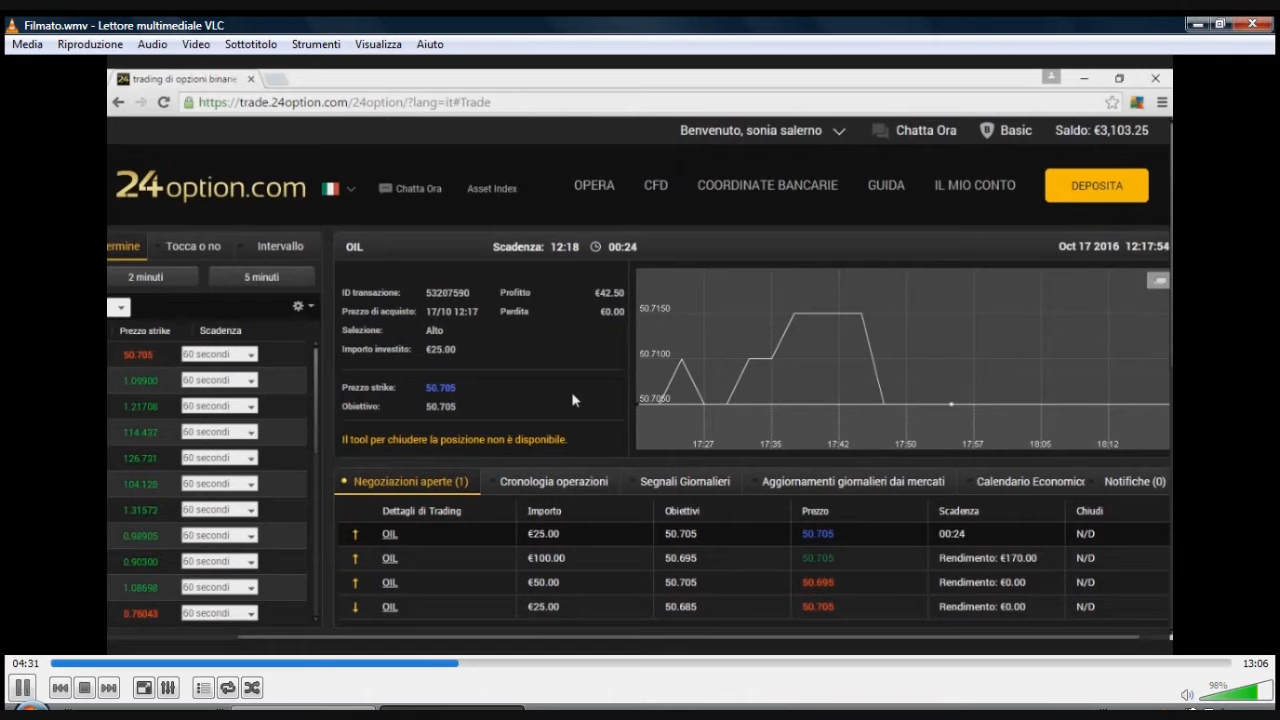 Filmato.wmv - Lettore multimediale VLC
Media Riproduzione Audio Video Sottotitolo Strumenti Visualizza Aiuto
24 trading di opzioni binarie
https://trade.24option.com/24option/?lang=it#Trade
Benvenuto, sonia salerno Chatta Ora Basic Saldo: €3,103.25
24option.com Chatta Ora Asset Index OPERA CFD COORDINATE BANCARIE GUIDA IL MIO CONTO DEPOSITA
ermine Tocca o no Intervallo
2 minuti 5 minuti
Prezzo strike Scadenza
50.705 60 secondi
1.09900 60 secondi
1.21708 60 secondi
114.437 60 secondi
126.731 60 secondi
104.128 60 secondi
1.31572 60 secondi
0.98905 60 secondi
0.90300 60 secondi
1.08698 60 secondi
0.76043 60 secondi
OIL Scadenza: 12:18 00:24 Oct 17 2016 12:17:54
ID transazione: 53207590 Profitto €42.50
Prezzo di acquisto: 17/10 12:17 Perdita €0.00
Selezione: Alto
Importo investito: €25.00
Prezzo strike: 50.705
Obiettivo: 50.705
Il tool per chiudere la posizione non è disponibile.
50.7150
50.7100
50.7050
17:27 17:35 17:42 17:50 17:57 18:05 18:12
Negoziazioni aperte (1) Cronologia operazioni Segnali Giornalieri Aggiornamenti giornalieri dai mercati Calendario Economico Notifiche (0)
Dettagli di Trading Importo Obiettivi Prezzo Scadenza Chiudi
OIL €25.00 50.705 50.705 00:24 N/D
OIL €100.00 50.695 50.705 Rendimento: €170.00 N/D
OIL €50.00 50.705 50.695 Rendimento: €0.00 N/D
OIL €25.00 50.685 50.705 Rendimento: €0.00 N/D
04:31 13:06
98%